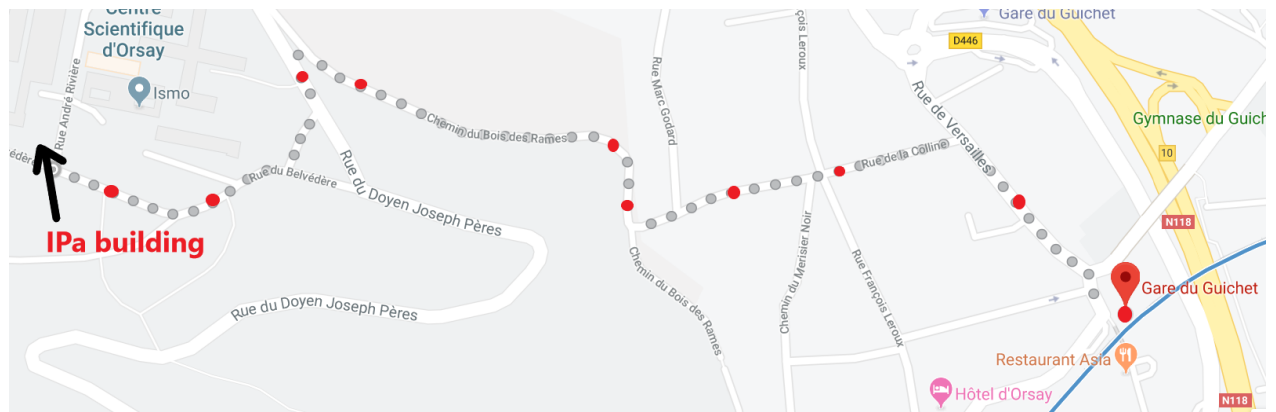 Centre
Scientifique
d'Orsay
Ismo
Rue André Rivière
édère
IPa building
Rue du Belvédère
Chemin du Bois des Rames
Rue du Doyen Joseph Pères
Rue du Doyen Joseph Pères
Rue Marc Godard
Chemin du Bois des Rames
Chemin du Merisier Noir
Rue François Leroux
çois Leroux
Rue de la Colline
Rue de Versailles
Gare du Guichet
D446
Gymnase du Guich
10
N118
Gare du Guichet
Restaurant Asia
Hôtel d'Orsay
N118